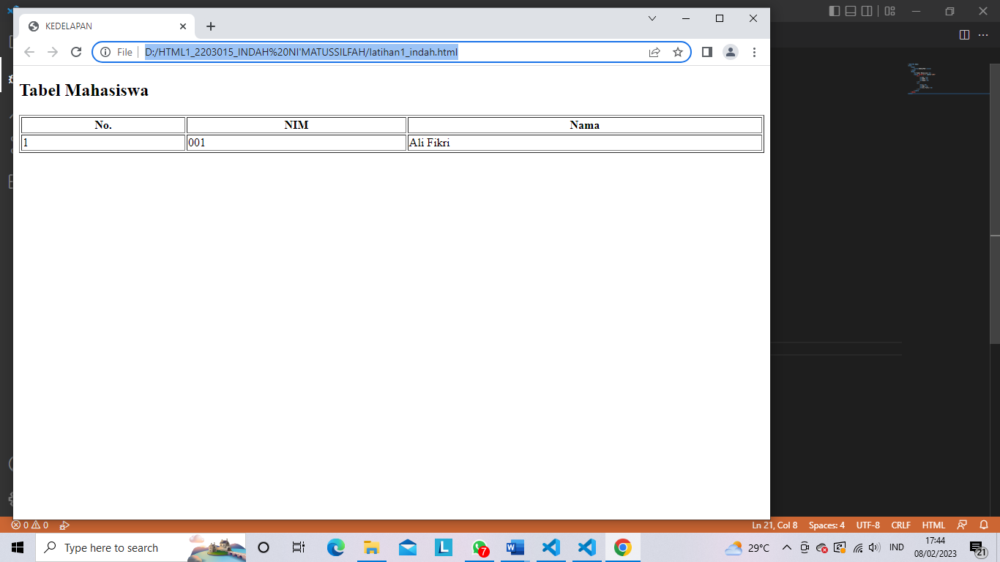 KEDELAPAN
File
D:/HTML1_2203015_INDAH%20NI'MATUSSILFAH/latihan1_indah.html
Tabel Mahasiswa
No. NIM Nama
1 001 Ali Fikri
0 0 Ln 21, Col 8 Spaces: 4 UTF-8 CRLF HTML
Type here to search
L
7
W
29°C
IND
17:44
08/02/2023
21